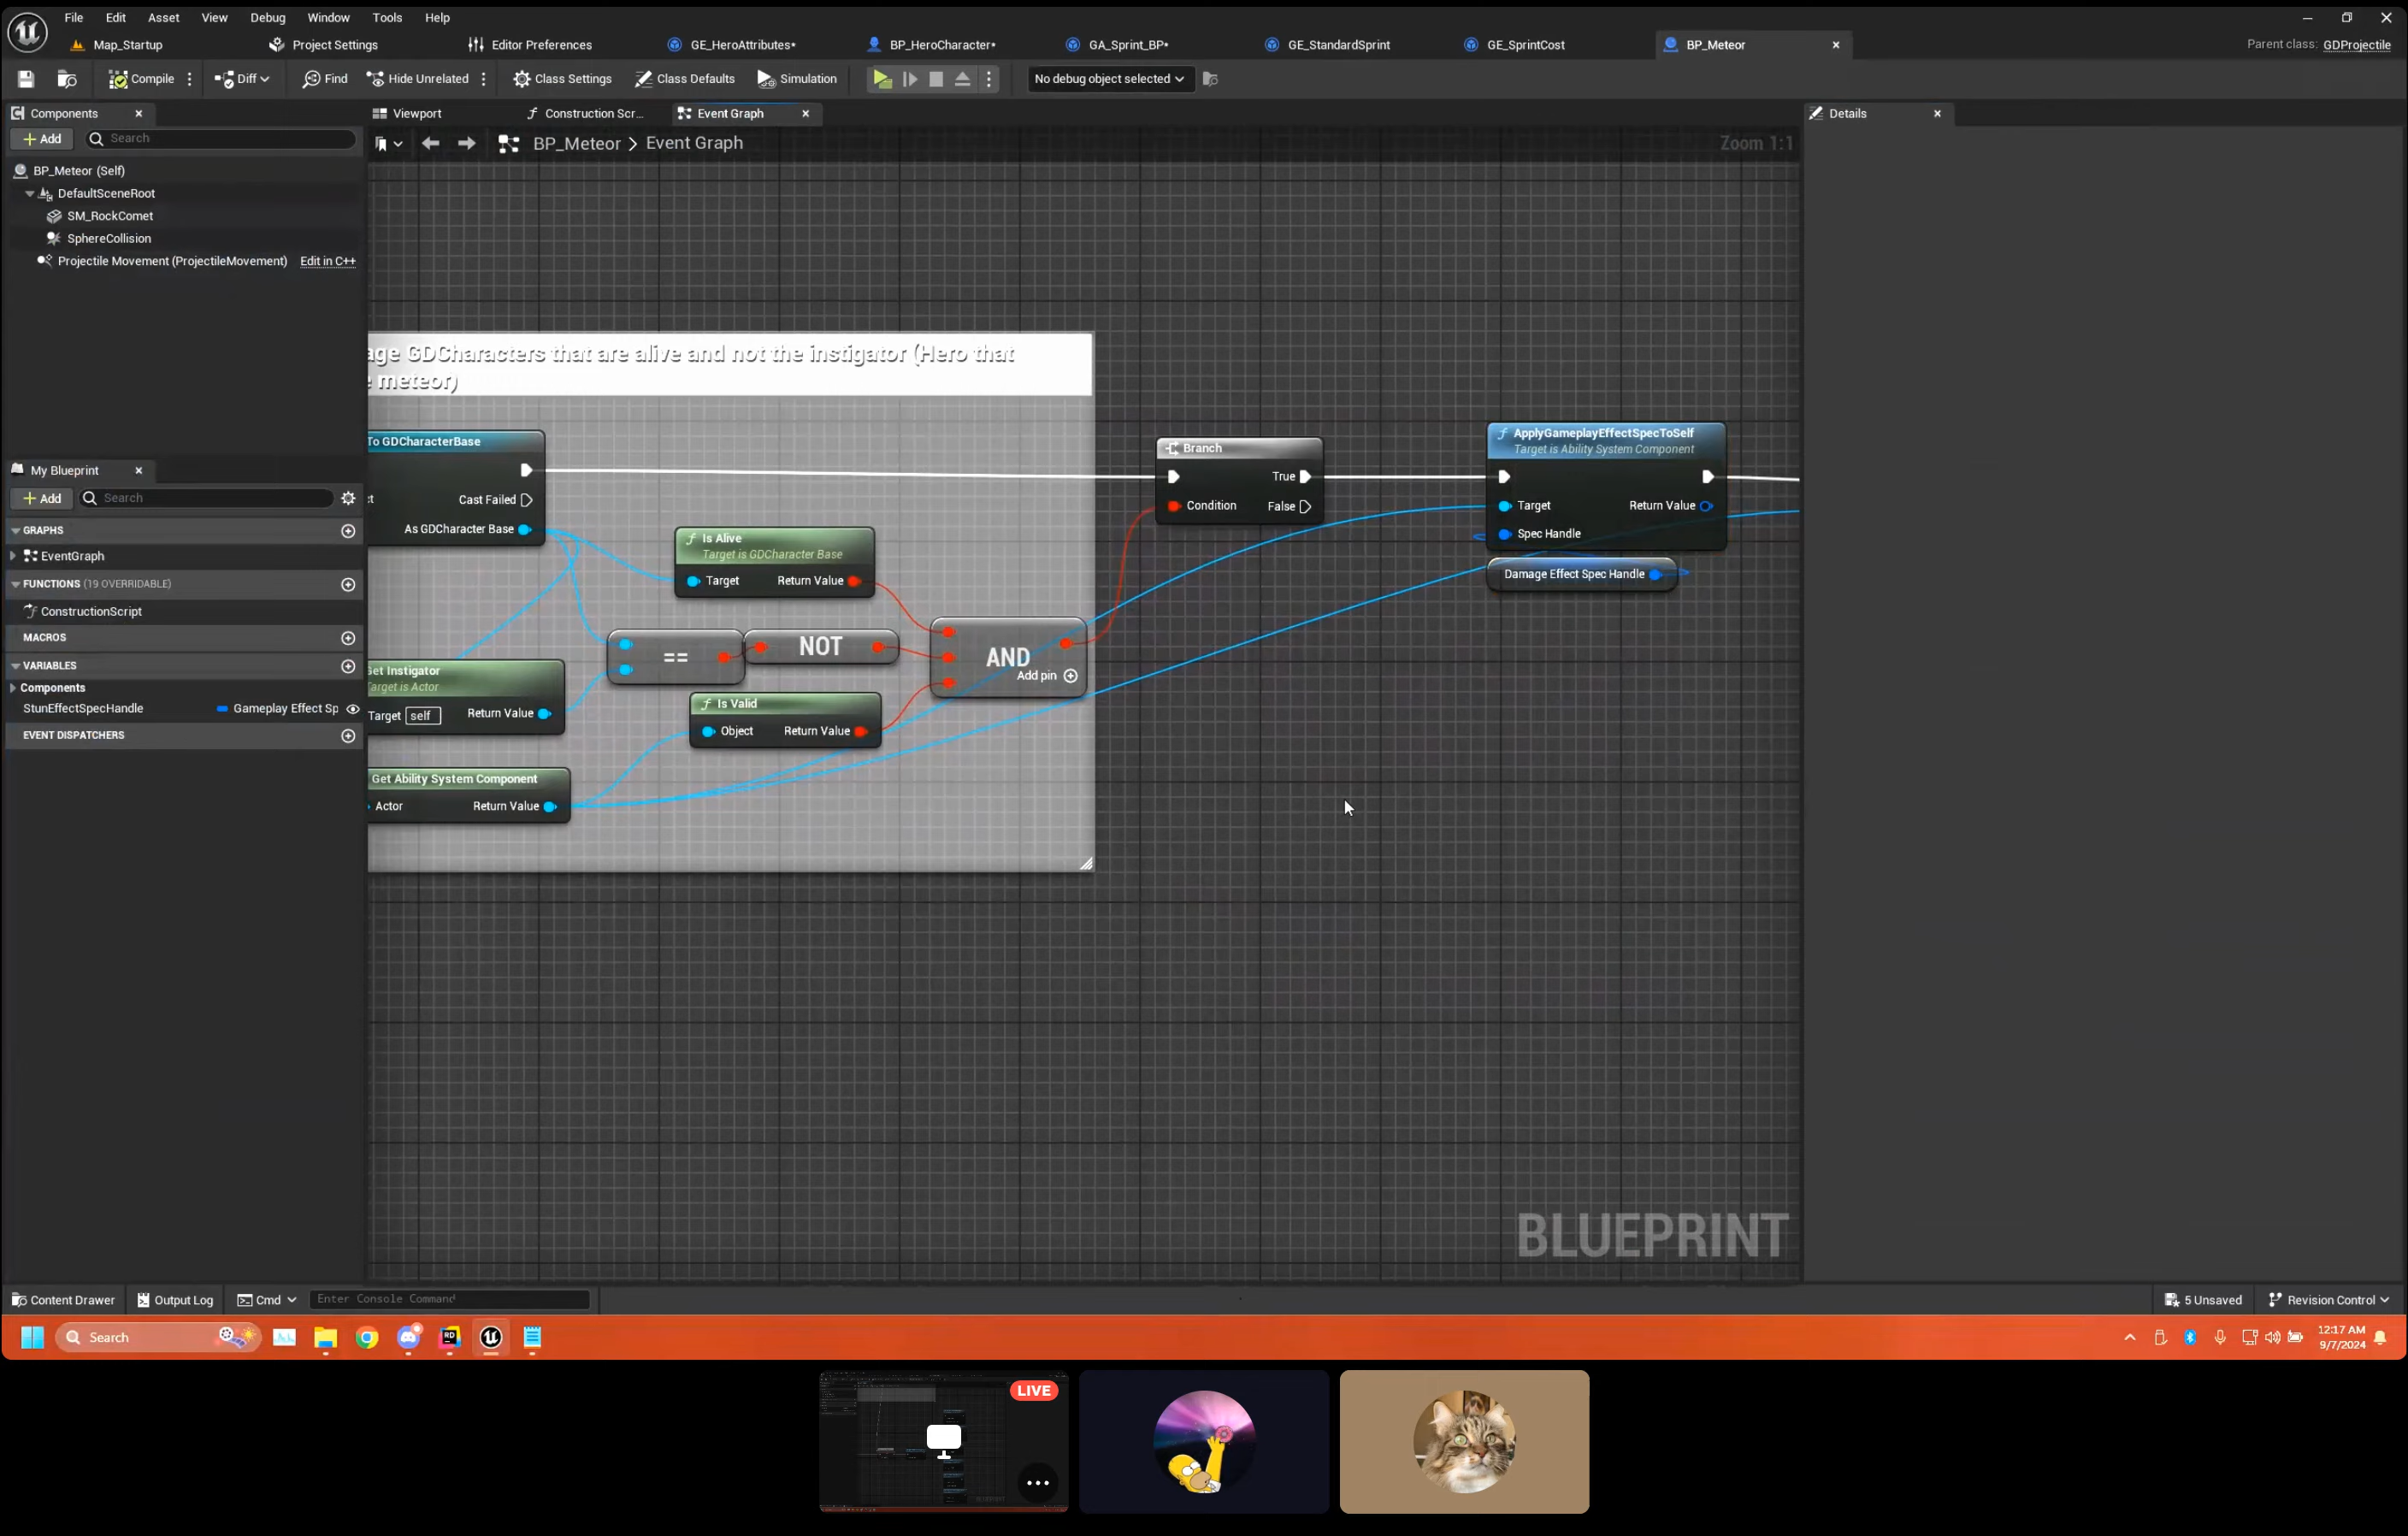 File Edit Asset View Debug Window Tools Help
Map_Startup Project Settings Editor Preferences GE_HeroAttributes* BP_HeroCharacter* GA_Sprint_BP* GE_StandardSprint GE_SprintCost BP_Meteor Parent class: GDProjectile
Compile Diff Find Hide Unrelated Class Settings Class Defaults Simulation No debug object selected
Components Viewport Construction Scr... Event Graph Details
Add Search
BP_Meteor > Event Graph Zoom 1:1
BP_Meteor (Self)
DefaultSceneRoot
SM_RockComet
SphereCollision
Projectile Movement (ProjectileMovement) Edit in C++
My Blueprint
Add Search
GRAPHS
EventGraph
FUNCTIONS (19 OVERRIDABLE)
ConstructionScript
MACROS
VARIABLES
Components
StunEffectSpecHandle Gameplay Effect Sp
EVENT DISPATCHERS
age GDCharacters that are alive and not the instigator (Hero that
e meteor)
To GDCharacterBase
ct Cast Failed
As GDCharacter Base
Is Alive
Target is GDCharacter Base
Target Return Value
== NOT
AND
Add pin
Get Instigator
Target is Actor
Target self Return Value
Is Valid
Object Return Value
Get Ability System Component
Actor Return Value
Branch
True
Condition False
ApplyGameplayEffectSpecToSelf
Target is Ability System Component
Target Return Value
Spec Handle
Damage Effect Spec Handle
BLUEPRINT
Content Drawer Output Log Cmd Enter Console Command 5 Unsaved Revision Control
Search RD 12:17 AM
9/7/2024
LIVE